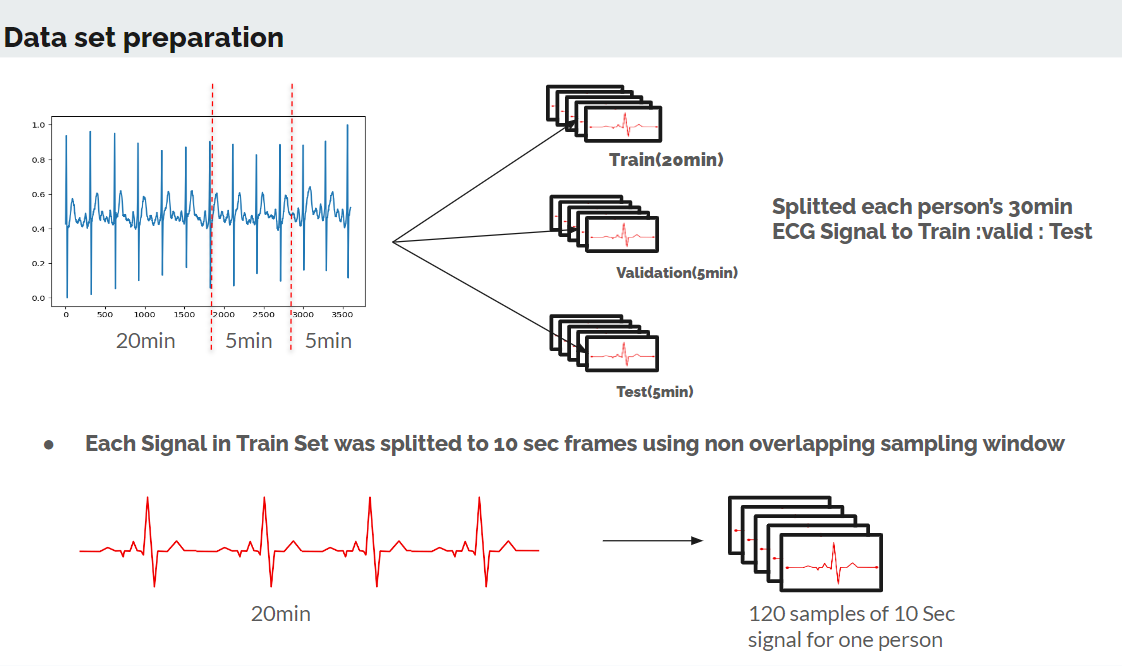 Data set preparation
1.0
0.8
0.6
0.4
0.2
0.0
0 500 1000 1500 2000 2500 3000 3500
20min 5min 5min
Train(20min)
Validation(5min)
Test(5min)
Splitted each person's 30min
ECG Signal to Train :valid : Test
● Each Signal in Train Set was splitted to 10 sec frames using non overlapping sampling window
20min
120 samples of 10 Sec
signal for one person